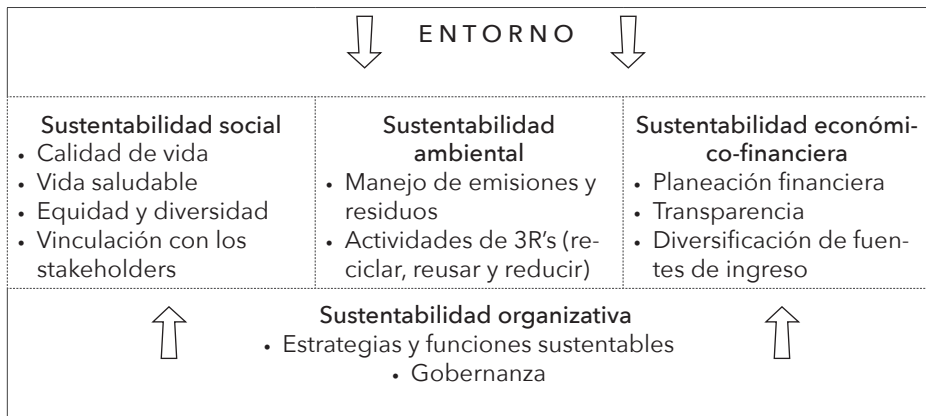 ENTORNO
Sustentabilidad social
• Calidad de vida
• Vida saludable
• Equidad y diversidad
• Vinculación con los
stakeholders
Sustentabilidad
ambiental
• Manejo de emisiones y
residuos
• Actividades de 3R’s (re-
ciclar, reusar y reducir)
Sustentabilidad económi-
co-financiera
• Planeación financiera
• Transparencia
• Diversificación de fuen-
tes de ingreso
Sustentabilidad organizativa
• Estrategias y funciones sustentables
• Gobernanza